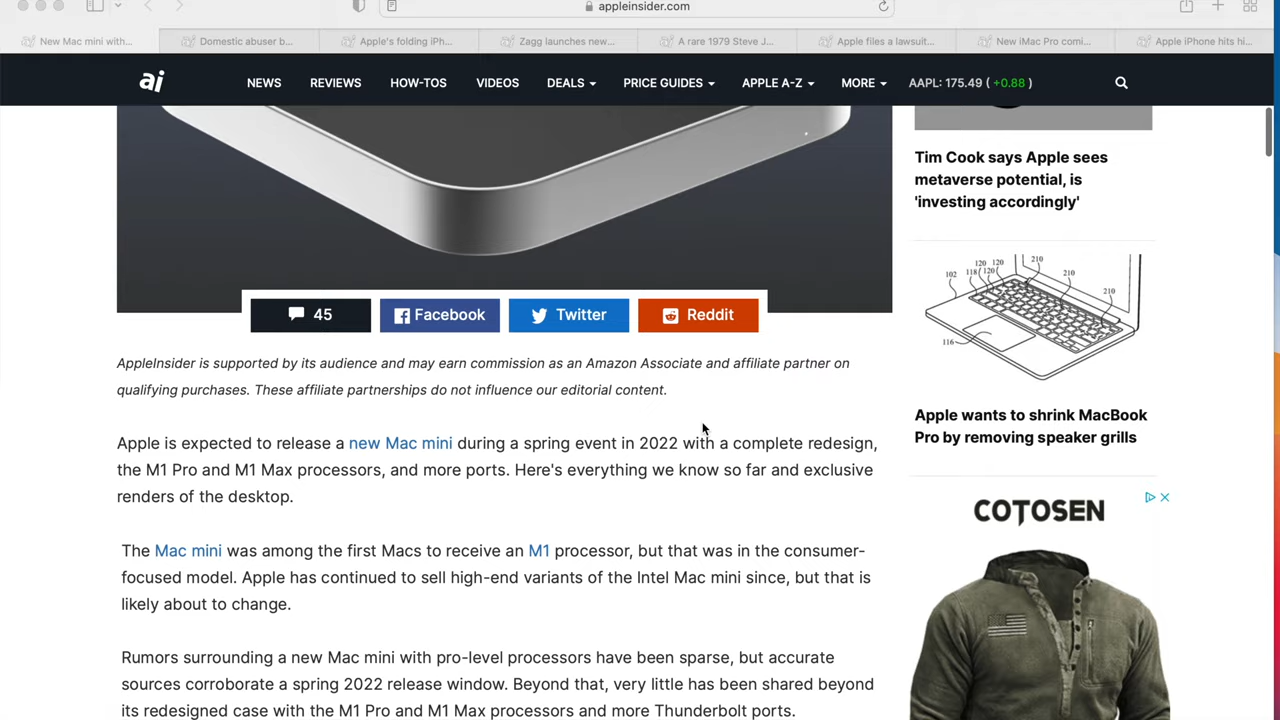 appleinsider.com
New Mac mini with...
Domestic abuser b...
Apple's folding iPh...
Zagg launches new...
A rare 1979 Steve J...
Apple files a lawsuit...
New iMac Pro comi...
Apple iPhone hits hi...
ai
NEWS
REVIEWS
HOW-TOS
VIDEOS
DEALS
PRICE GUIDES
APPLE A-Z
MORE
AAPL: 175.49 ( +0.88 )
45
Facebook
Twitter
Reddit
AppleInsider is supported by its audience and may earn commission as an Amazon Associate and affiliate partner on
qualifying purchases. These affiliate partnerships do not influence our editorial content.
Apple is expected to release a new Mac mini during a spring event in 2022 with a complete redesign,
the M1 Pro and M1 Max processors, and more ports. Here's everything we know so far and exclusive
renders of the desktop.
The Mac mini was among the first Macs to receive an M1 processor, but that was in the consumer-
focused model. Apple has continued to sell high-end variants of the Intel Mac mini since, but that is
likely about to change.
Rumors surrounding a new Mac mini with pro-level processors have been sparse, but accurate
sources corroborate a spring 2022 release window. Beyond that, very little has been shared beyond
its redesigned case with the M1 Pro and M1 Max processors and more Thunderbolt ports.
Tim Cook says Apple sees
metaverse potential, is
'investing accordingly'
102
118
120
120
120
210
210
210
116
Apple wants to shrink MacBook
Pro by removing speaker grills
COTOSEN